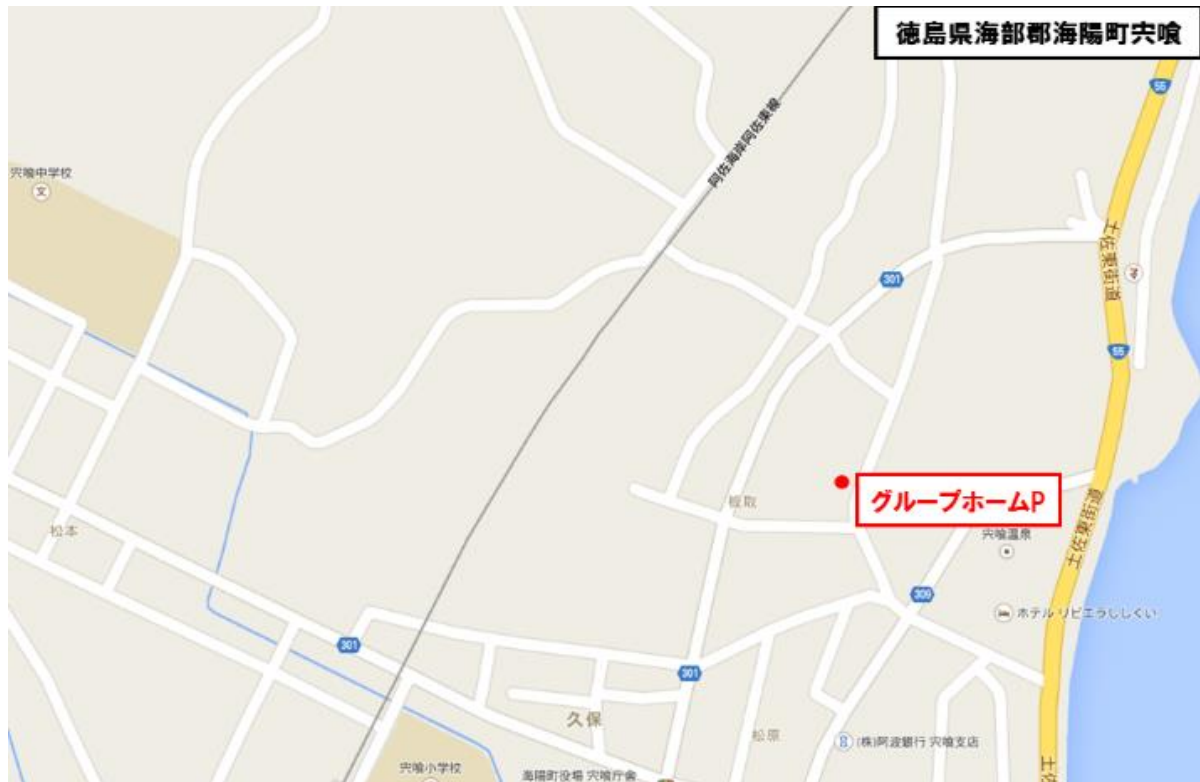 徳島県海部郡海陽町宍喰
55
阿佐海岸阿佐東線
宍喰中学校
文
土佐東街道
301
55
グループホームP
板取
宍喰温泉
土佐東街道
松本
309
ホテル リビエラししくい
301
301
久保
松原
(株)阿波銀行 宍喰支店
宍喰小学校
海陽町役場 宍喰庁舎
土佐